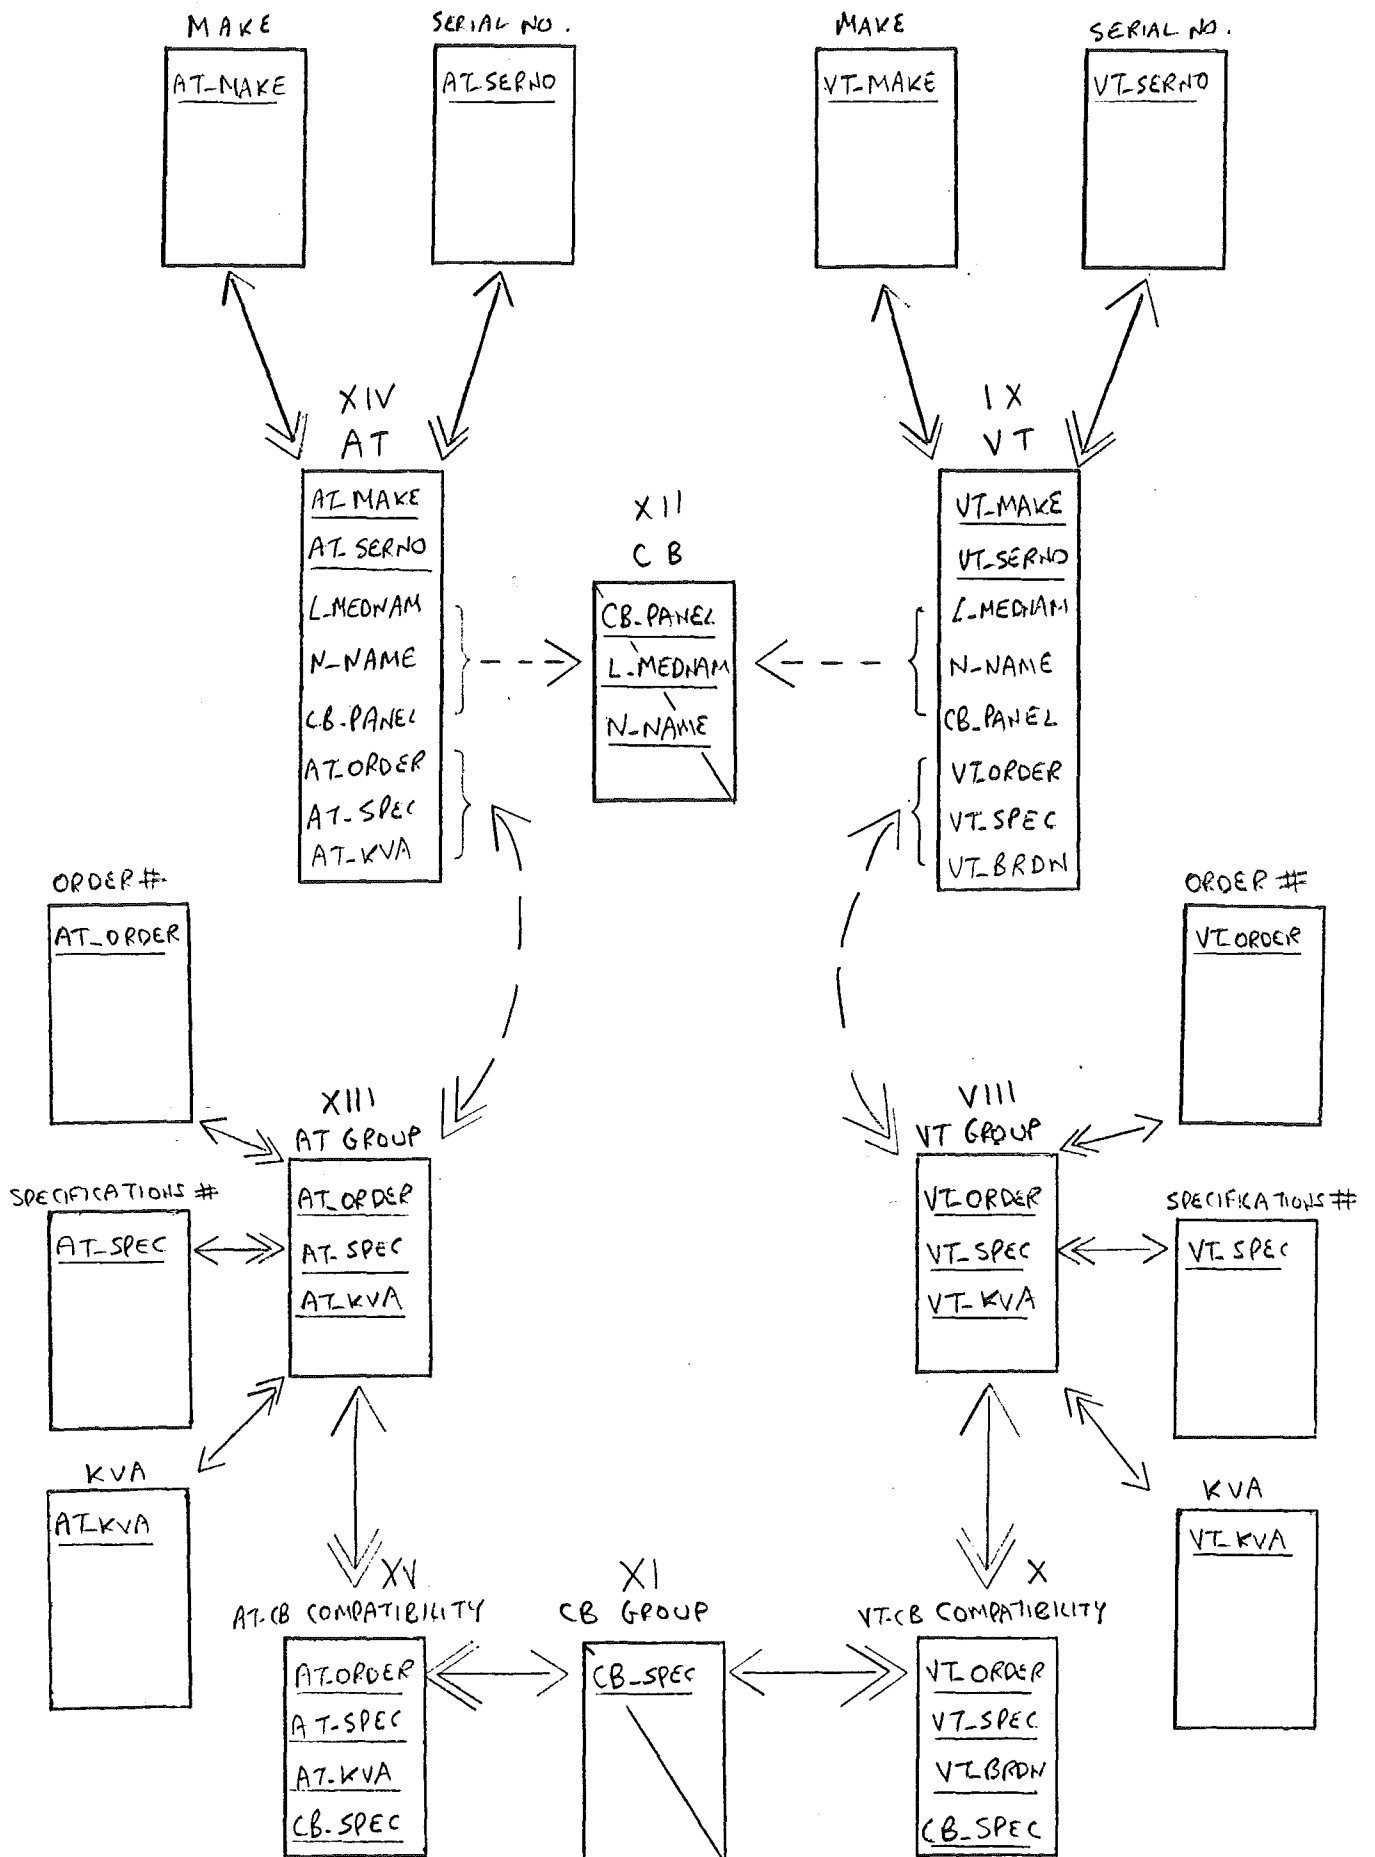 MAKE
AT_MAKE
SERIAL NO.
AT_SERNO
MAKE
VT_MAKE
SERIAL NO.
VT_SERNO
XIV
AT
AT_MAKE
AT_SERNO
L_MEDNAM
N_NAME
CB_PANEL
AT_ORDER
AT_SPEC
AT_KVA
XII
CB
CB_PANEL
L_MEDNAM
N_NAME
IX
VT
VT_MAKE
VT_SERNO
L_MEDNAM
N_NAME
CB_PANEL
VT_ORDER
VT_SPEC
VT_BRDN
ORDER #
AT_ORDER
ORDER #
VT_ORDER
XIII
AT GROUP
AT_ORDER
AT_SPEC
AT_KVA
VIII
VT GROUP
VT_ORDER
VT_SPEC
VT_KVA
SPECIFICATIONS #
AT_SPEC
SPECIFICATIONS #
VT_SPEC
KVA
AT_KVA
KVA
VT_KVA
XV
AT-CB COMPATIBILITY
AT_ORDER
AT_SPEC
AT_KVA
CB_SPEC
XI
CB GROUP
CB_SPEC
X
VT-CB COMPATIBILITY
VT_ORDER
VT_SPEC
VT_BRDN
CB_SPEC